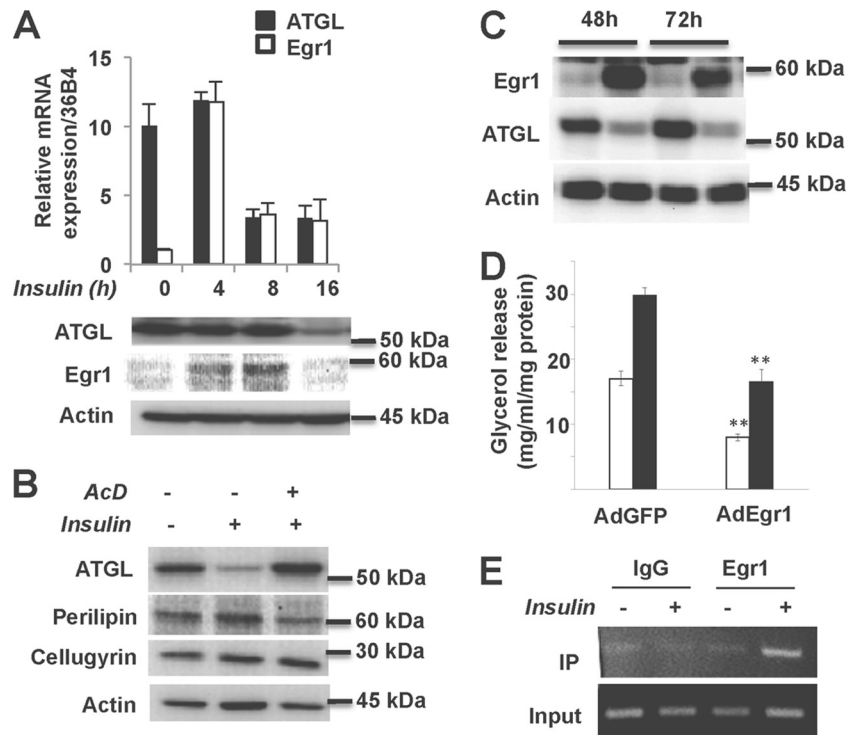 A
ATGL
Egr1
Relative mRNA
expression/36B4
15
10
5
0
Insulin (h) 0 4 8 16
ATGL
50 kDa
Egr1
60 kDa
Actin
45 kDa
B
AcD - - +
Insulin - + +
ATGL
50 kDa
Perilipin
60 kDa
Cellugyrin
30 kDa
Actin
45 kDa
C
48h 72h
Egr1
60 kDa
ATGL
50 kDa
Actin
45 kDa
D
Glycerol release
(mg/ml/mg protein)
30
20
10
**
**
AdGFP AdEgr1
E
IgG Egr1
Insulin - + - +
IP
Input